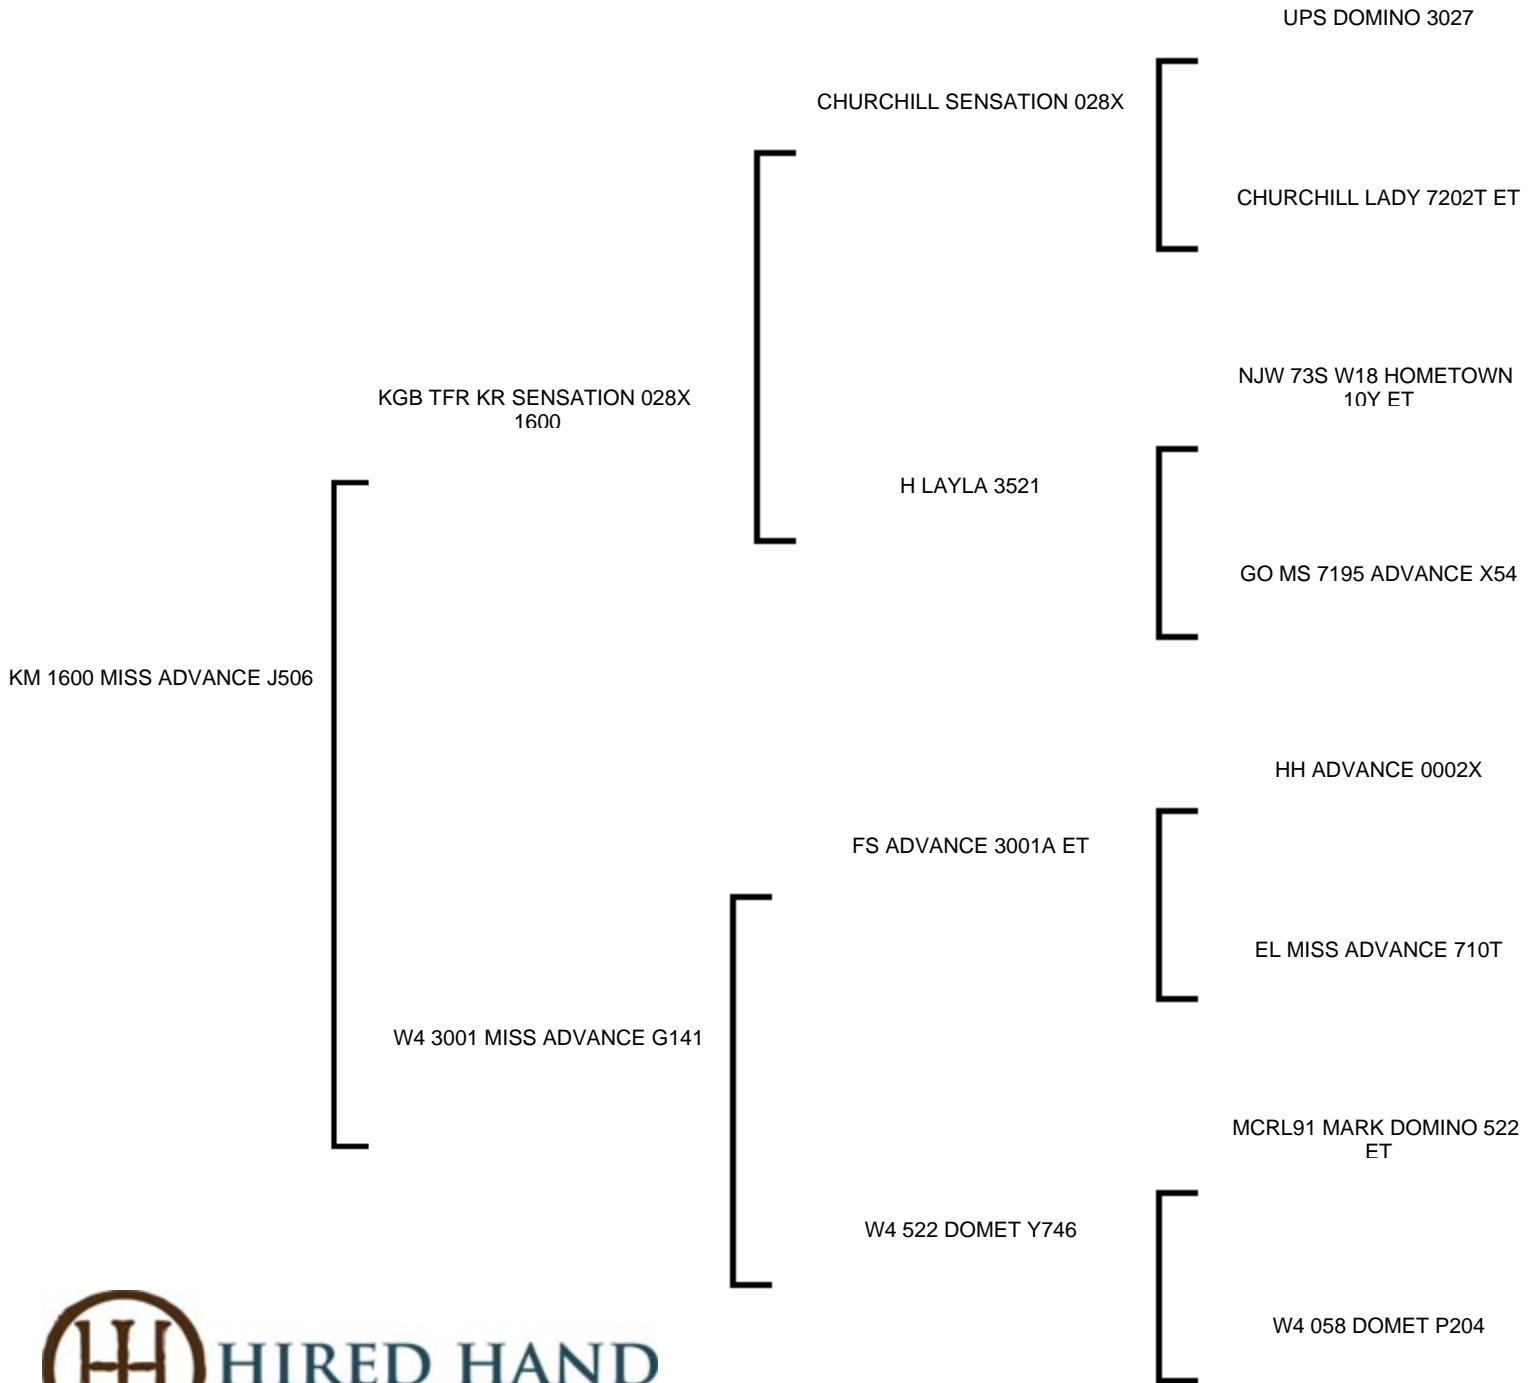 UPS DOMINO 3027
CHURCHILL SENSATION 028X
CHURCHILL LADY 7202T ET
NJW 73S W18 HOMETOWN
10Y ET
KGB TFR KR SENSATION 028X
1600
H LAYLA 3521
GO MS 7195 ADVANCE X54
KM 1600 MISS ADVANCE J506
HH ADVANCE 0002X
FS ADVANCE 3001A ET
EL MISS ADVANCE 710T
W4 3001 MISS ADVANCE G141
MCRL91 MARK DOMINO 522
ET
W4 522 DOMET Y746
W4 058 DOMET P204
HIRED HAND